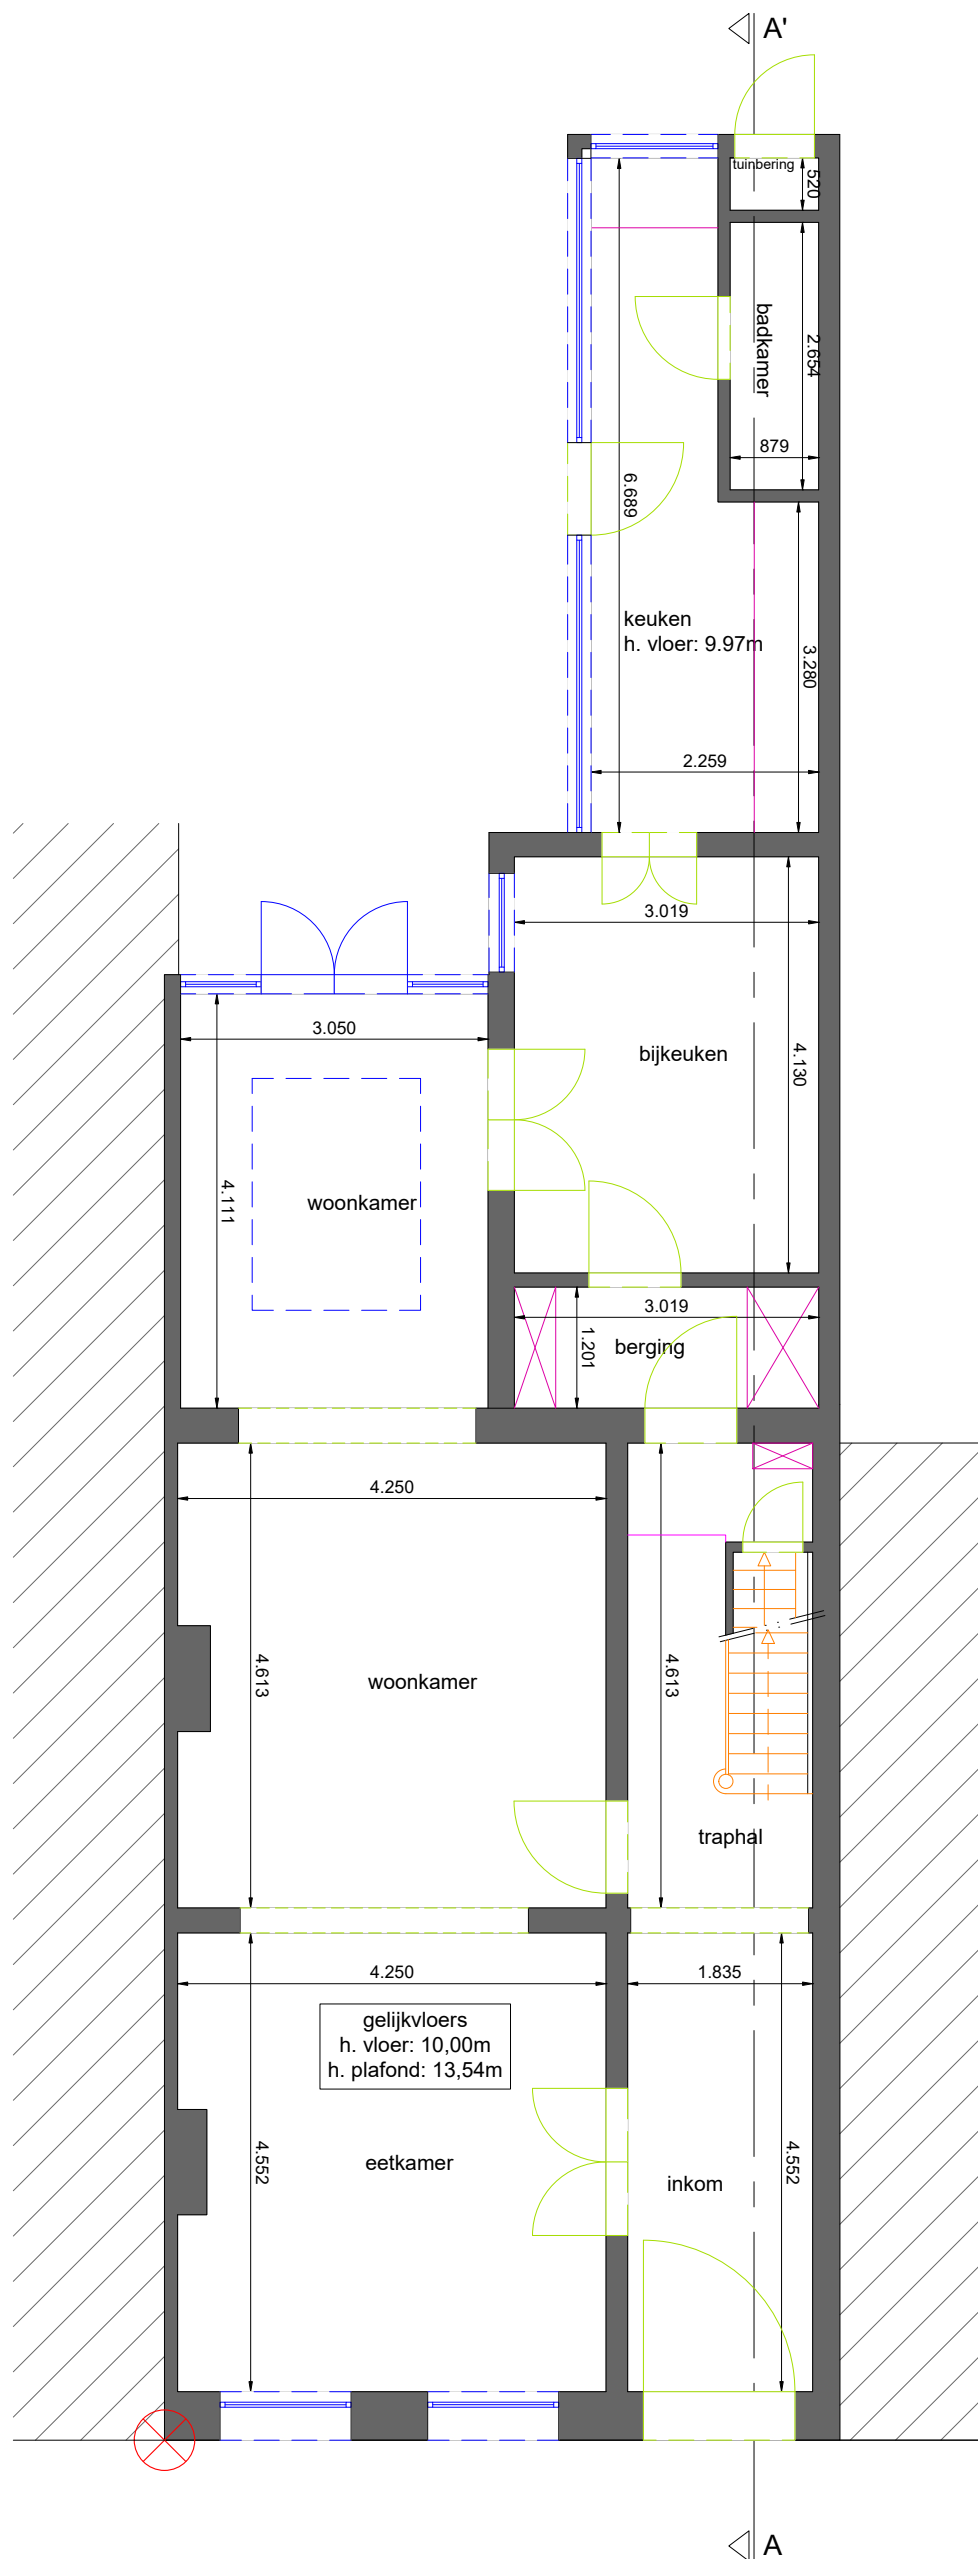 A'
tuinbering
520
badkamer
2.654
879
6.689
keuken
h. vloer: 9.97m
3.280
2.259
3.019
3.050
bijkeuken
4.130
4.111
woonkamer
3.019
1.201
berging
4.250
4.613
woonkamer
4.613
traphal
4.250
1.835
gelijkvloers
h. vloer: 10,00m
h. plafond: 13,54m
4.552
eetkamer
4.552
inkom
A